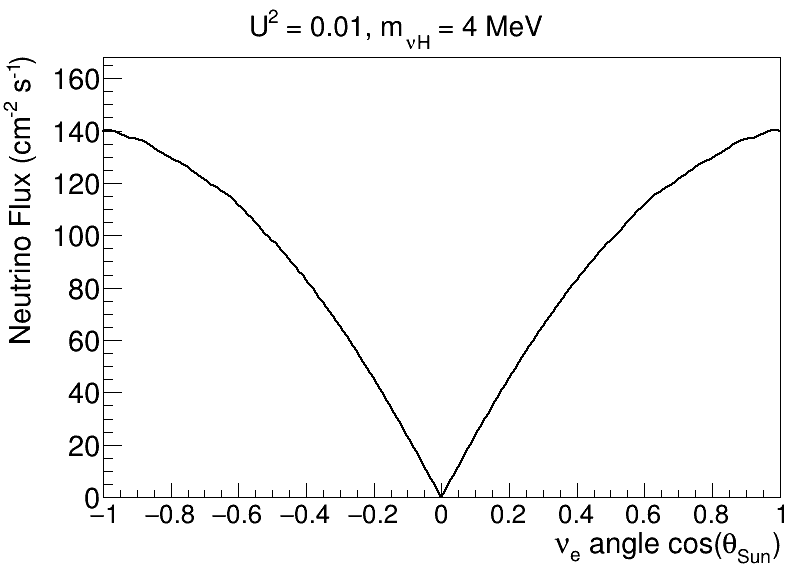 U² = 0.01, m_νH = 4 MeV
Neutrino Flux (cm⁻² s⁻¹)
160
140
120
100
80
60
40
20
0
−1 −0.8 −0.6 −0.4 −0.2 0 0.2 0.4 0.6 0.8 1
ν_e angle cos(θ_Sun)